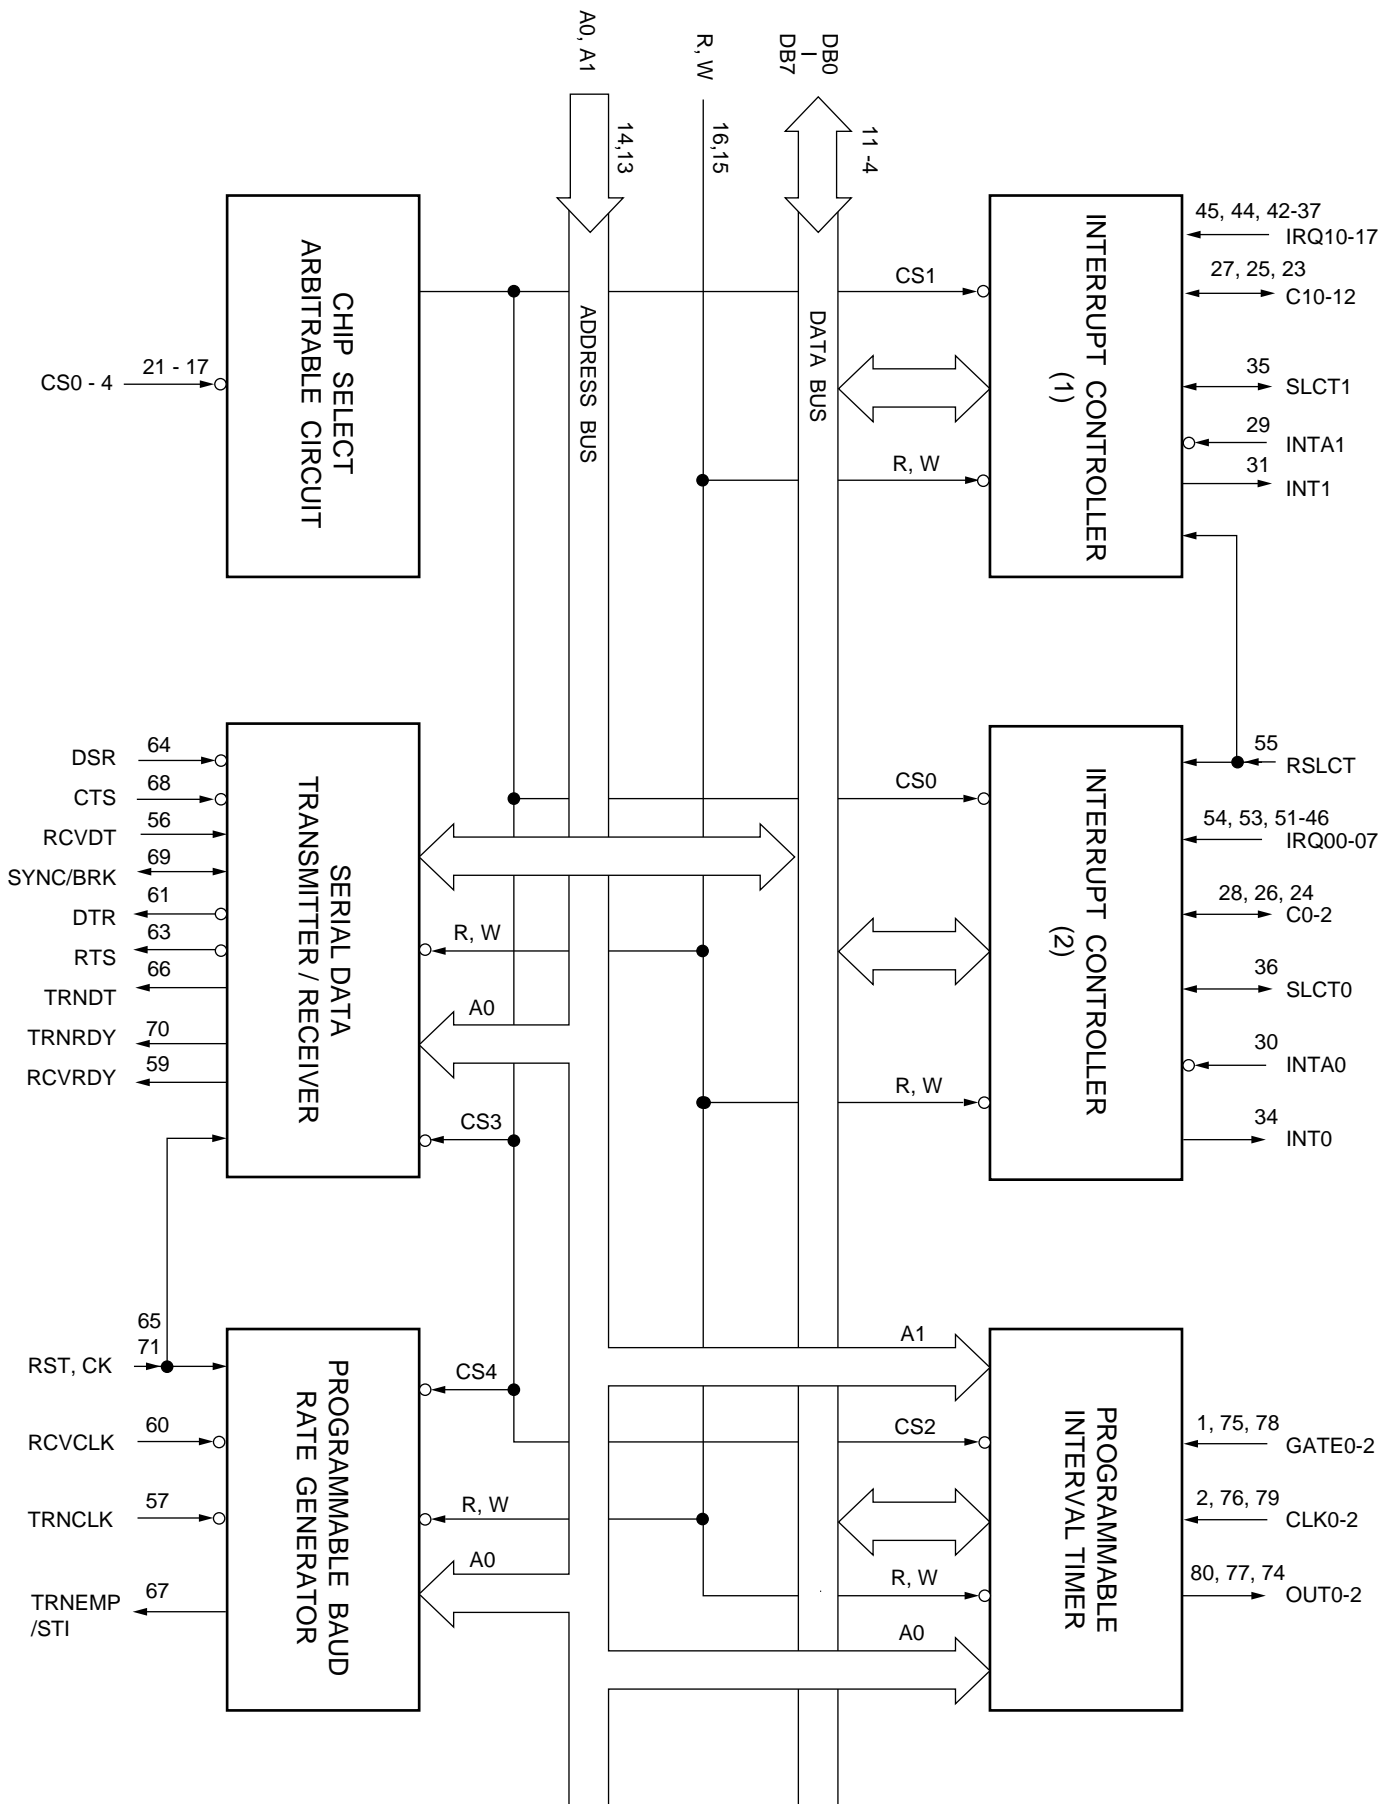 A0, A1
14,13
R, W
16,15
DB0
|
DB7
11 -4
ADDRESS BUS
DATA BUS
CHIP SELECT
ARBITRABLE CIRCUIT
CS0 - 4
21 - 17
CS1
R, W
INTERRUPT CONTROLLER
(1)
45, 44, 42-37
IRQ10-17
27, 25, 23
C10-12
35
SLCT1
29
INTA1
31
INT1
SERIAL DATA
TRANSMITTER / RECEIVER
DSR
64
CTS
68
RCVDT
56
SYNC/BRK
69
DTR
61
RTS
63
TRNDT
66
TRNRDY
70
RCVRDY
59
R, W
A0
CS3
CS0
R, W
INTERRUPT CONTROLLER
(2)
55
RSLCT
54, 53, 51-46
IRQ00-07
28, 26, 24
C0-2
36
SLCT0
30
INTA0
34
INT0
PROGRAMMABLE BAUD
RATE GENERATOR
65
71
RST, CK
RCVCLK
60
TRNCLK
57
TRNEMP
/STI
67
CS4
R, W
A0
A1
CS2
R, W
A0
PROGRAMMABLE
INTERVAL TIMER
1, 75, 78
GATE0-2
2, 76, 79
CLK0-2
80, 77, 74
OUT0-2